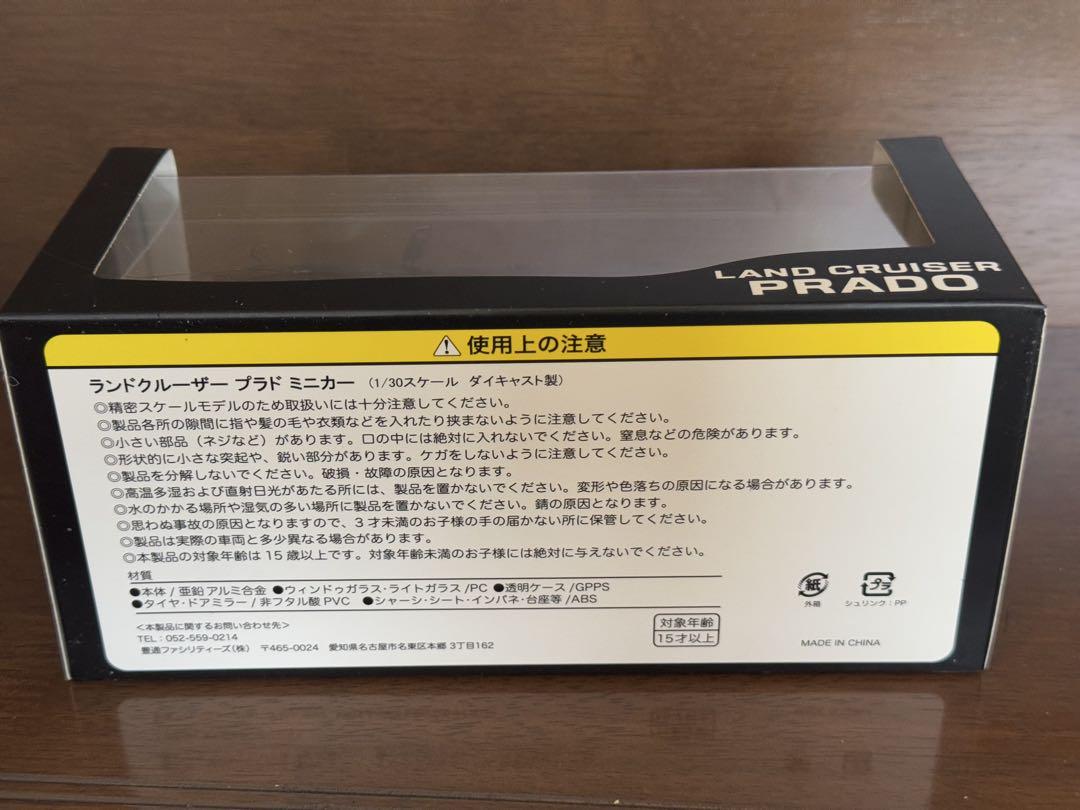 LAND CRUISER
PRADO
使用上の注意
ランドクルーザー プラド ミニカー （1/30スケール ダイキャスト製）
◎精密スケールモデルのため取扱いには十分注意してください。
◎製品各所の隙間に指や髪の毛や衣類などを入れたり挟まないように注意してください。
◎小さい部品（ネジなど）があります。口の中には絶対に入れないでください。窒息などの危険があります。
◎形状的に小さな突起や、鋭い部分があります。ケガをしないように注意してください。
◎製品を分解しないでください。破損・故障の原因となります。
◎高温多湿および直射日光があたる所には、製品を置かないでください。変形や色落ちの原因になる場合があります。
◎水のかかる場所や湿気の多い場所に製品を置かないでください。錆の原因になります。
◎思わぬ事故の原因となりますので、3才未満のお子様の手の届かない所に保管してください。
◎製品は実際の車両と多少異なる場合があります。
◎本製品の対象年齢は15歳以上です。対象年齢未満のお子様には絶対に与えないでください。
材質
●本体/亜鉛アルミ合金 ●ウィンドゥガラス・ライトガラス/PC ●透明ケース/GPPS
●タイヤ・ドアミラー/非フタル酸PVC ●シャーシ・シート・インパネ・台座等/ABS
＜本製品に関するお問い合わせ先＞
TEL：052-559-0214
豊通ファシリティーズ（株） 〒465-0024 愛知県名古屋市名東区本郷3丁目162
対象年齢
15才以上
紙
外箱
プラ
シュリンク：PP
MADE IN CHINA